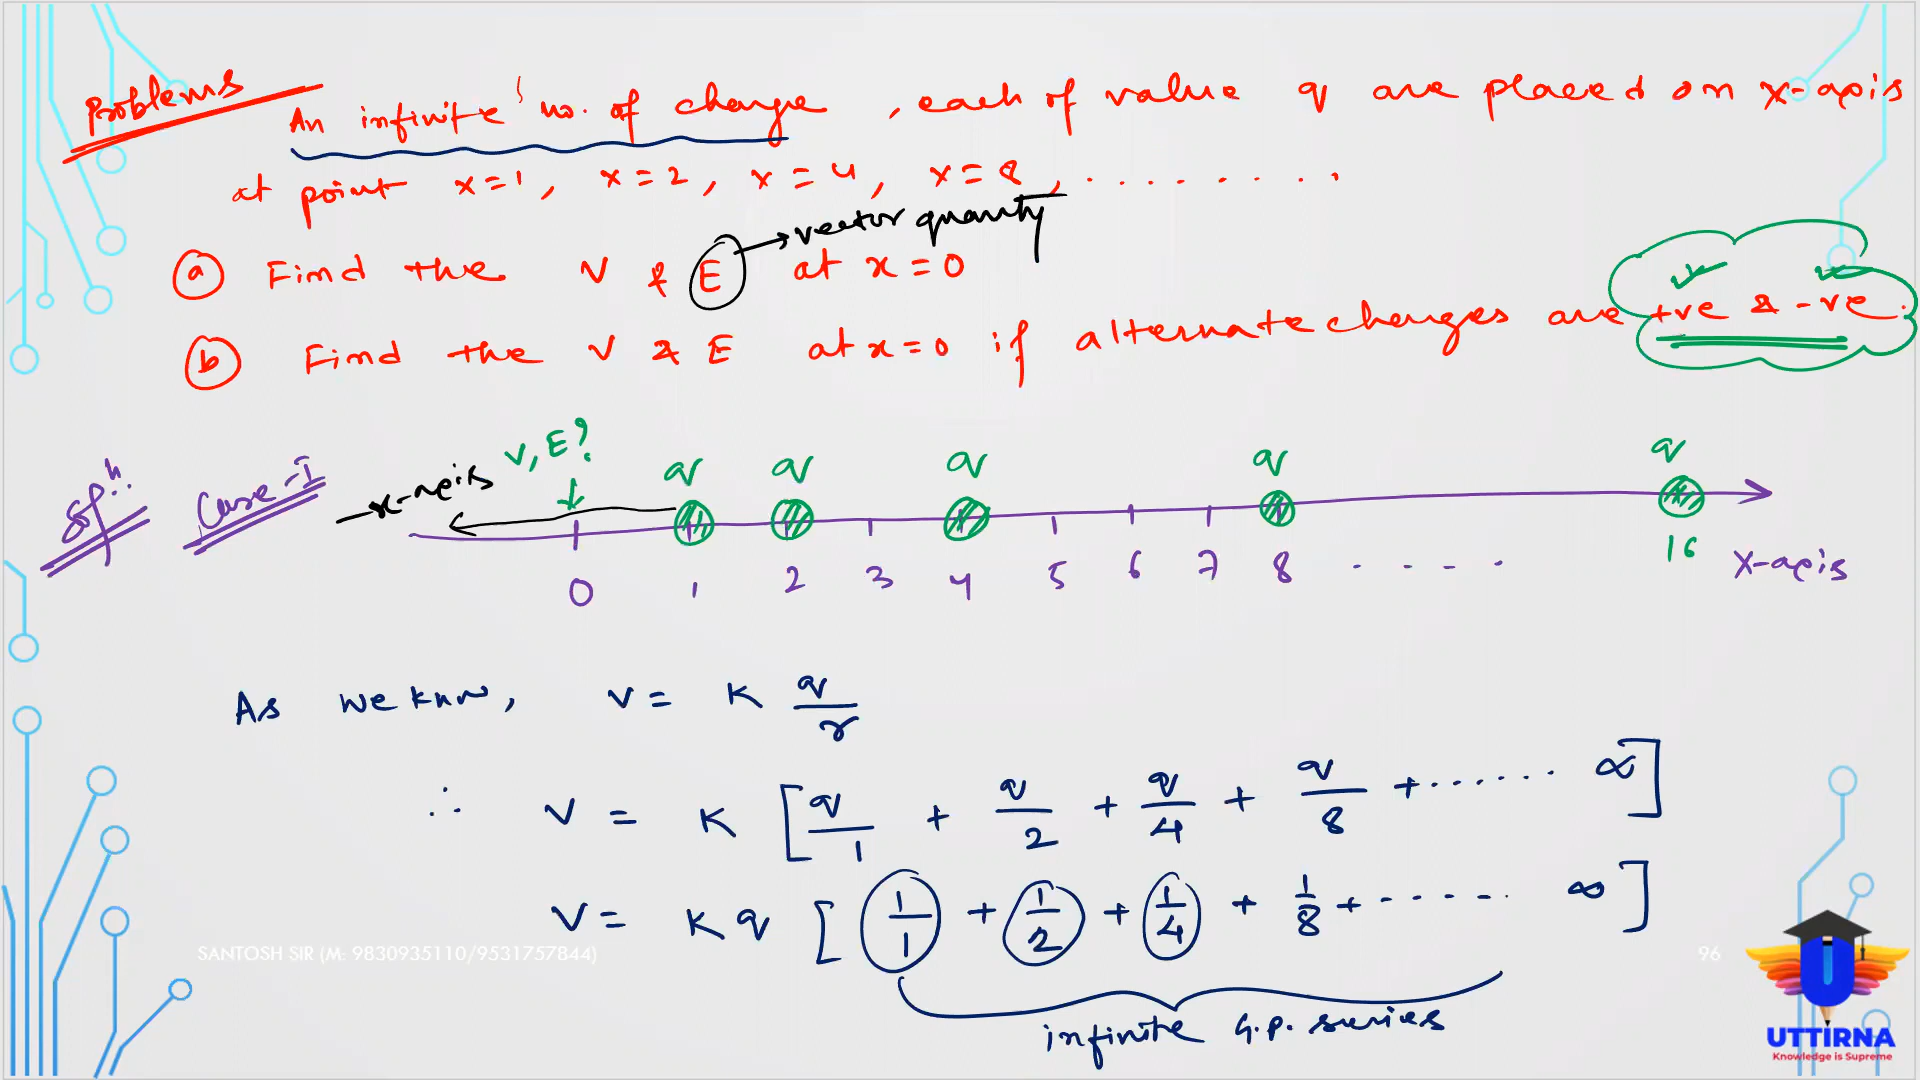 Problems
An infinite no. of charge, each of value q are placed on x-axis
at point x=1, x=2, x=4, x=8, .........
vector quantity
(a) Find the V & E at x=0
(b) Find the V & E at x=0 if alternate charges are +ve & -ve.
Solⁿ. Case-I
-x-axis V, E? q q q q q
0 1 2 3 4 5 6 7 8 .... 16 X-axis
As we know, V = K q/r
∴ V = K [q/1 + q/2 + q/4 + q/8 + ....... ∞]
V = Kq [1/1 + 1/2 + 1/4 + 1/8 + ....... ∞]
infinite G.P. series
SANTOSH SIR (M: 9830935110/9531757844)
96
U
UTTIRNA
Knowledge is Supreme